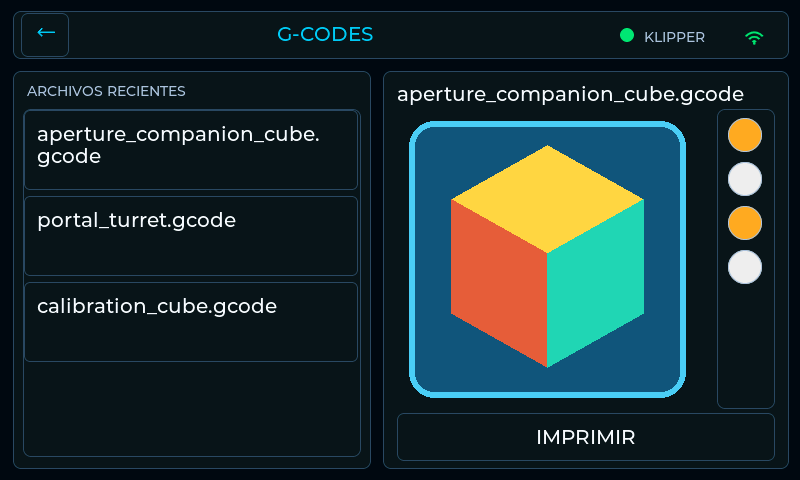 ←
G-CODES
KLIPPER
ARCHIVOS RECIENTES
aperture_companion_cube.
gcode
portal_turret.gcode
calibration_cube.gcode
aperture_companion_cube.gcode
IMPRIMIR